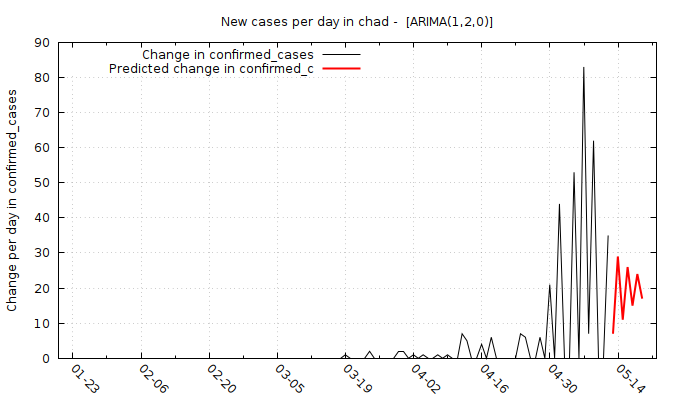 New cases per day in chad -  [ARIMA(1,2,0)]
Change in confirmed_cases
Predicted change in confirmed_c
Change per day in confirmed_cases
90
80
70
60
50
40
30
20
10
0
01-23 02-06 02-20 03-05 03-19 04-02 04-16 04-30 05-14